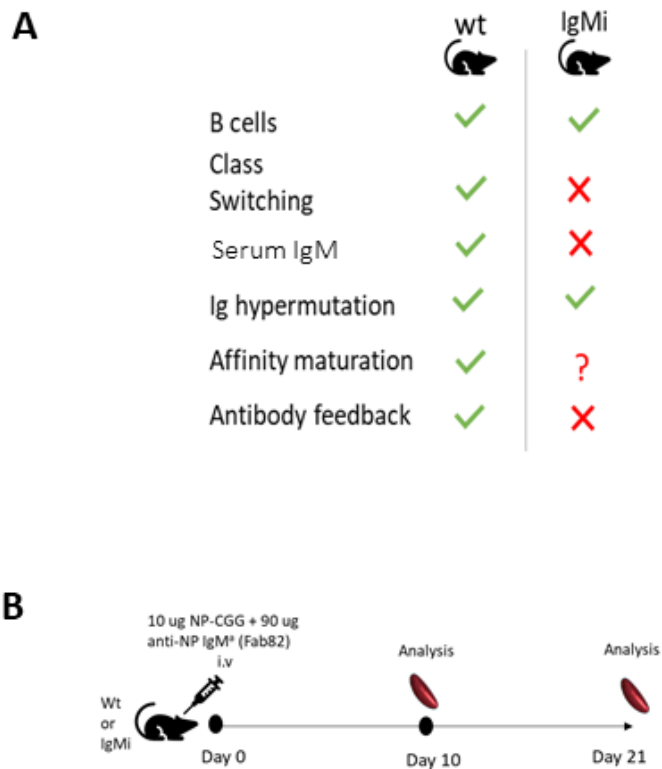 A
wt
IgMi
B cells
Class
Switching
Serum IgM
Ig hypermutation
Affinity maturation
?
Antibody feedback
B
10 ug NP-CGG + 90 ug
anti-NP IgMᵃ (Fab82)
i.v
Analysis
Analysis
Wt
or
IgMi
Day 0
Day 10
Day 21